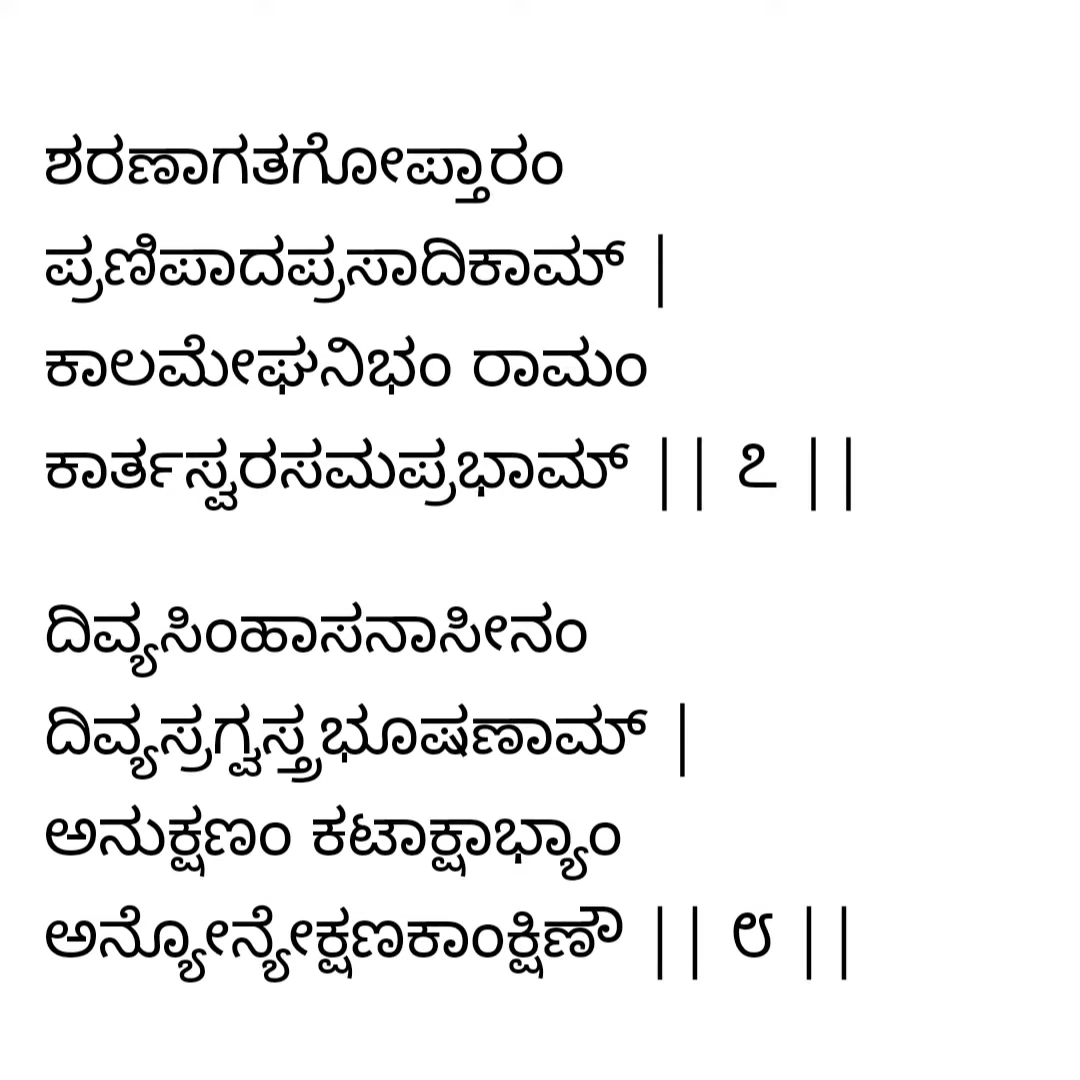 ಶರಣಾಗತಗೋಪ್ತಾರಂ
ಪ್ರಣಿಪಾದಪ್ರಸಾದಿಕಾಮ್ |
ಕಾಲಮೇಘನಿಭಂ ರಾಮಂ
ಕಾರ್ತಸ್ವರಸಮಪ್ರಭಾಮ್ || ೭ ||
ದಿವ್ಯಸಿಂಹಾಸನಾಸೀನಂ
ದಿವ್ಯಸ್ರಗ್ವಸ್ತ್ರಭೂಷಣಾಮ್ |
ಅನುಕ್ಷಣಂ ಕಟಾಕ್ಷಾಭ್ಯಾಂ
ಅನ್ಯೋನ್ಯೇಕ್ಷಣಕಾಂಕ್ಷಿಣೌ || ೮ ||